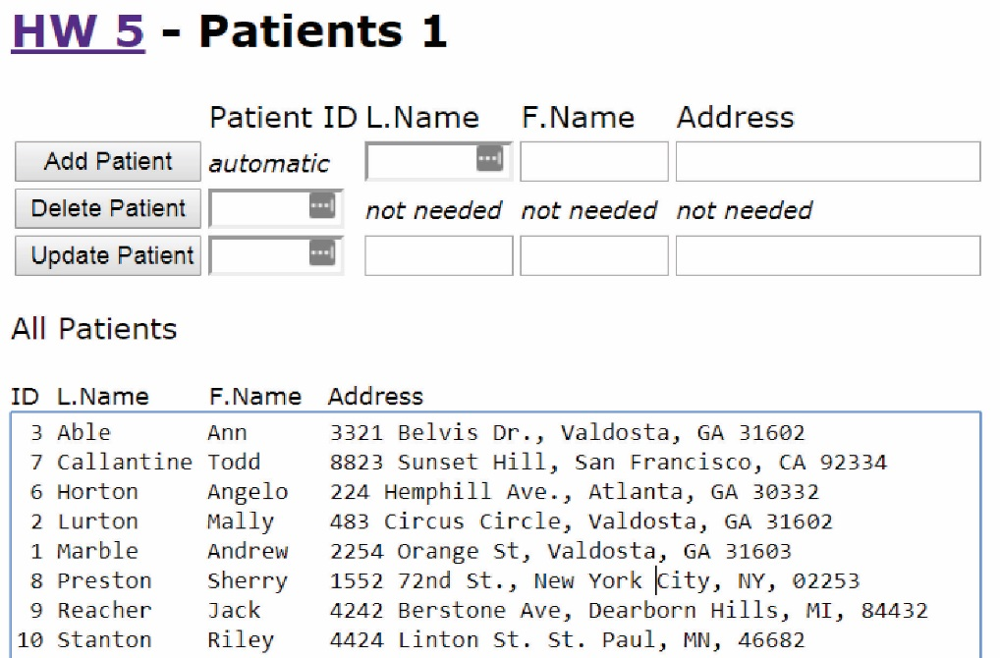 HW 5 - Patients 1
Patient ID L.Name F.Name Address
Add Patient automatic
Delete Patient not needed not needed not needed
Update Patient
All Patients
ID L.Name F.Name Address
3 Able Ann 3321 Belvis Dr., Valdosta, GA 31602
7 Callantine Todd 8823 Sunset Hill, San Francisco, CA 92334
6 Horton Angelo 224 Hemphill Ave., Atlanta, GA 30332
2 Lurton Mally 483 Circus Circle, Valdosta, GA 31602
1 Marble Andrew 2254 Orange St, Valdosta, GA 31603
8 Preston Sherry 1552 72nd St., New York City, NY, 02253
9 Reacher Jack 4242 Berstone Ave, Dearborn Hills, MI, 84432
10 Stanton Riley 4424 Linton St. St. Paul, MN, 46682